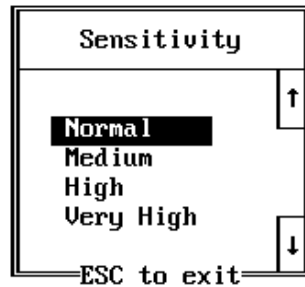 Sensitivity
↑
Normal
Medium
High
Very High
↓
ESC to exit